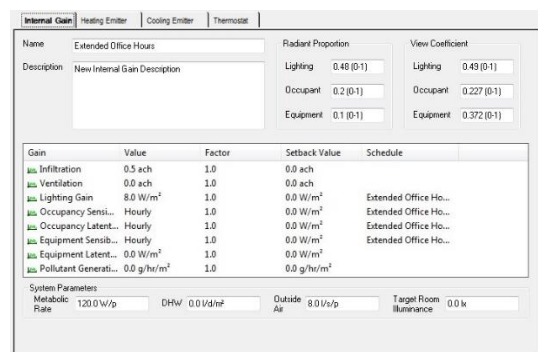 Internal Gain Heating Emitter Cooling Emitter Thermostat
Name Extended Office Hours
Description New Internal Gain Description
Radiant Proportion
Lighting 0.48 (0-1)
Occupant 0.2 (0-1)
Equipment 0.1 (0-1)
View Coefficient
Lighting 0.49 (0-1)
Occupant 0.227 (0-1)
Equipment 0.372 (0-1)
Gain Value Factor Setback Value Schedule
Infiltration 0.5 ach 1.0 0.0 ach
Ventilation 0.0 ach 1.0 0.0 ach
Lighting Gain 8.0 W/m² 1.0 0.0 W/m² Extended Office Ho...
Occupancy Sensi... Hourly 1.0 0.0 W/m² Extended Office Ho...
Occupancy Latent... Hourly 1.0 0.0 W/m² Extended Office Ho...
Equipment Sensib... Hourly 1.0 0.0 W/m² Extended Office Ho...
Equipment Latent... 0.0 W/m² 1.0 0.0 W/m²
Pollutant Generati... 0.0 g/hr/m² 1.0 0.0 g/hr/m²
System Parameters
Metabolic Rate 120.0 W/p DHW 0.0 l/d/m² Outside Air 8.0 l/s/p Target Room Illuminance 0.0 lx